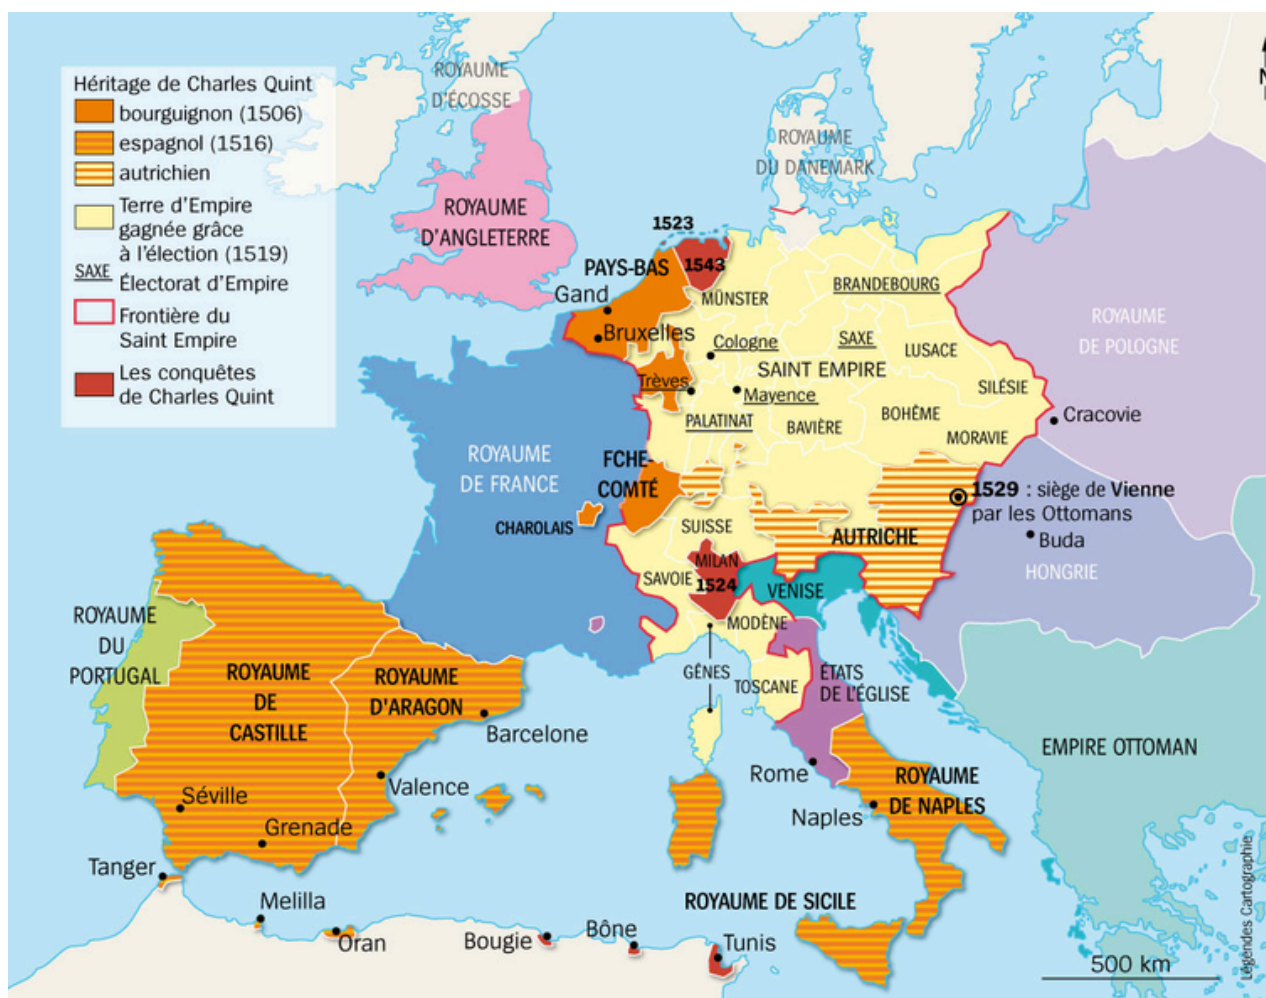 Héritage de Charles Quint
bourguignon (1506)
espagnol (1516)
autrichien
Terre d'Empire
gagnée grâce
à l'élection (1519)
SAXE
Électorat d'Empire
Frontière du
Saint Empire
Les conquêtes
de Charles Quint
ROYAUME
D'ÉCOSSE
ROYAUME
D'ANGLETERRE
ROYAUME
DU DANEMARK
N
1523
1543
PAYS-BAS
Gand
Bruxelles
MÜNSTER
BRANDEBOURG
Cologne
SAXE
LUSACE
SAINT EMPIRE
Trèves
Mayence
SILÉSIE
PALATINAT
BAVIÈRE
BOHÊME
MORAVIE
ROYAUME
DE POLOGNE
Cracovie
ROYAUME
DE FRANCE
FCHE-
COMTÉ
CHAROLAIS
SUISSE
AUTRICHE
1529 : siège de Vienne
par les Ottomans
Buda
HONGRIE
MILAN
1524
SAVOIE
VENISE
MODÈNE
GÊNES
TOSCANE
ÉTATS
DE L'ÉGLISE
ROYAUME
DU
PORTUGAL
ROYAUME
DE
CASTILLE
ROYAUME
D'ARAGON
Barcelone
Valence
Séville
Grenade
Rome
Naples
ROYAUME
DE NAPLES
EMPIRE OTTOMAN
Tanger
Melilla
Oran
Bougie
Bône
Tunis
ROYAUME DE SICILE
500 km
Légendes Cartographie